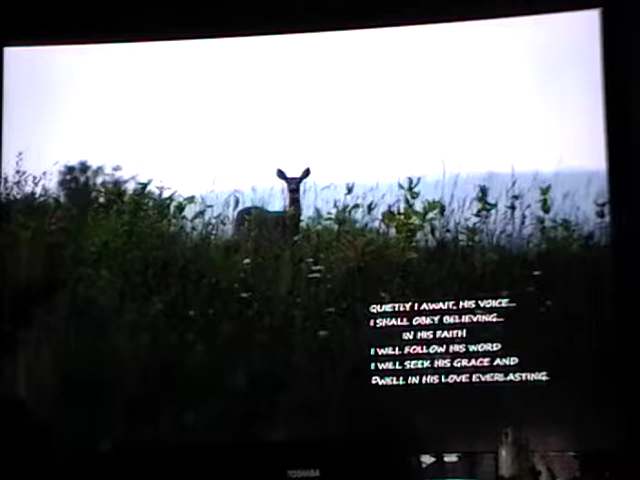 QUIETLY I AWAIT, HIS VOICE...
I SHALL OBEY BELIEVING...
IN HIS FAITH
I WILL FOLLOW HIS WORD
I WILL SEEK HIS GRACE AND
DWELL IN HIS LOVE EVERLASTING.
TOSHIBA